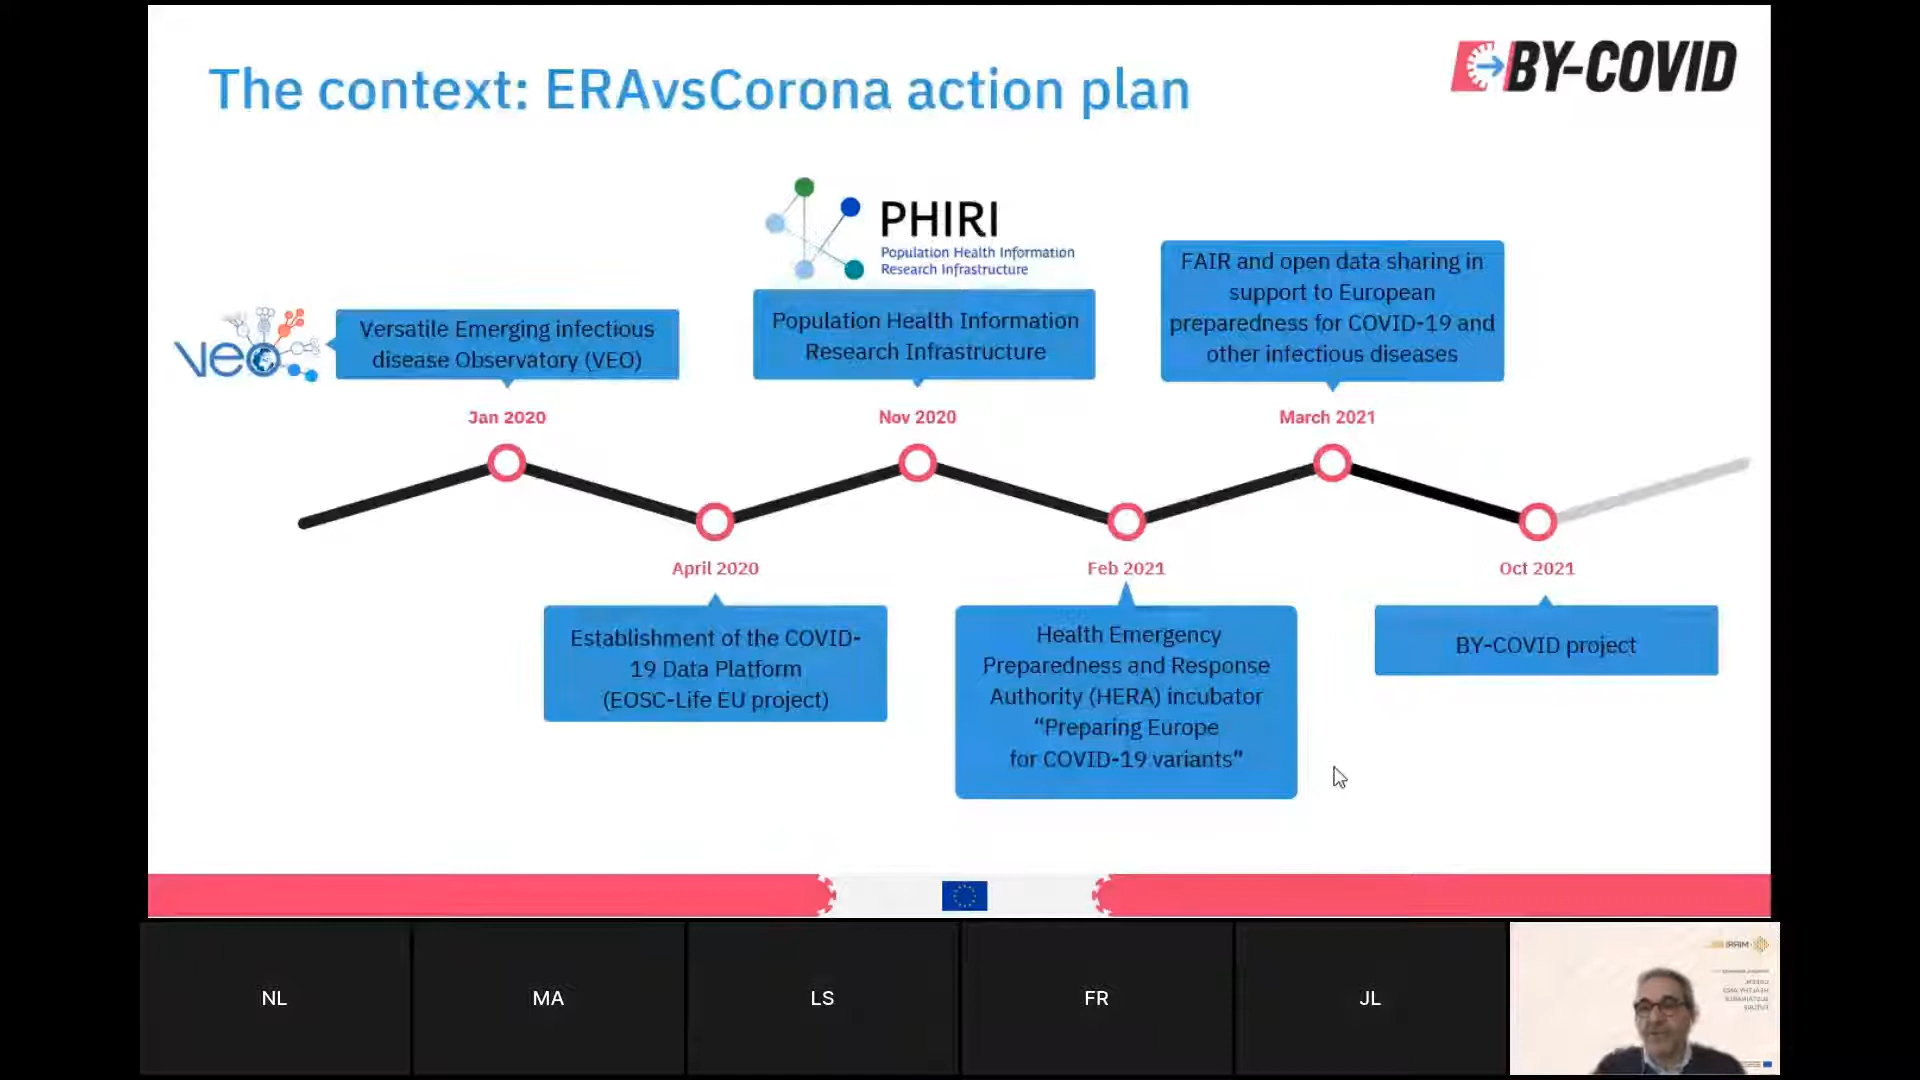 The context: ERAvsCorona action plan
BY-COVID
PHIRI
Population Health Information
Research Infrastructure
veo
Versatile Emerging infectious
disease Observatory (VEO)
Population Health Information
Research Infrastructure
FAIR and open data sharing in
support to European
preparedness for COVID-19 and
other infectious diseases
Jan 2020
Nov 2020
March 2021
April 2020
Feb 2021
Oct 2021
Establishment of the COVID-
19 Data Platform
(EOSC-Life EU project)
Health Emergency
Preparedness and Response
Authority (HERA) incubator
“Preparing Europe
for COVID-19 variants”
BY-COVID project
NL
MA
LS
FR
JL